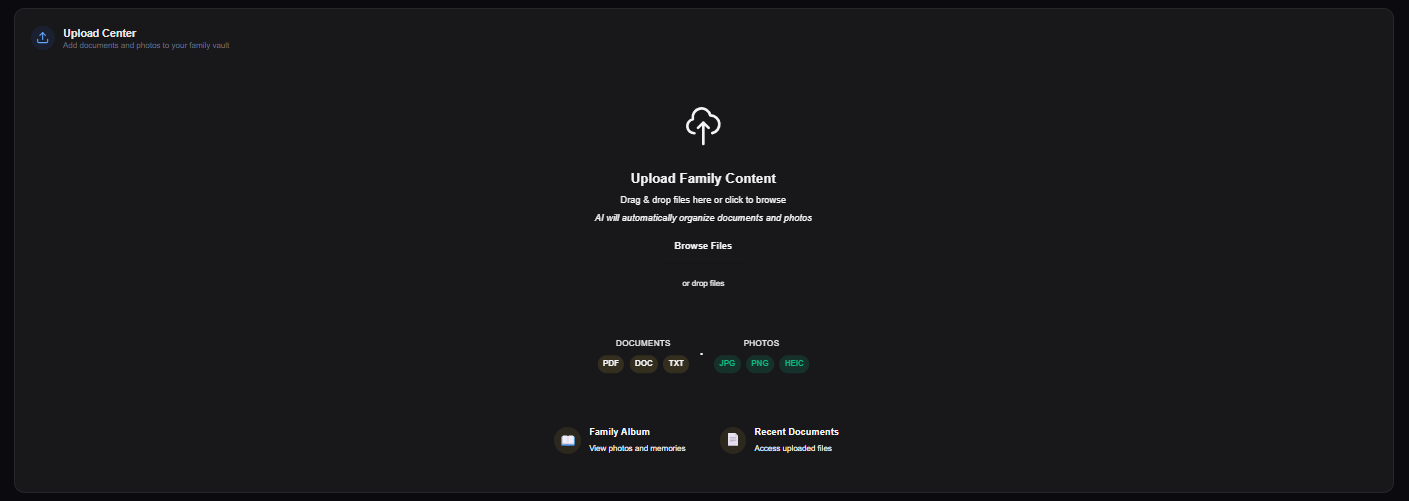 Upload Center
Add documents and photos to your family vault
Upload Family Content
Drag & drop files here or click to browse
AI will automatically organize documents and photos
Browse Files
or drop files
DOCUMENTS • PHOTOS
PDF DOC TXT JPG PNG HEIC
Family Album Recent Documents
View photos and memories Access uploaded files